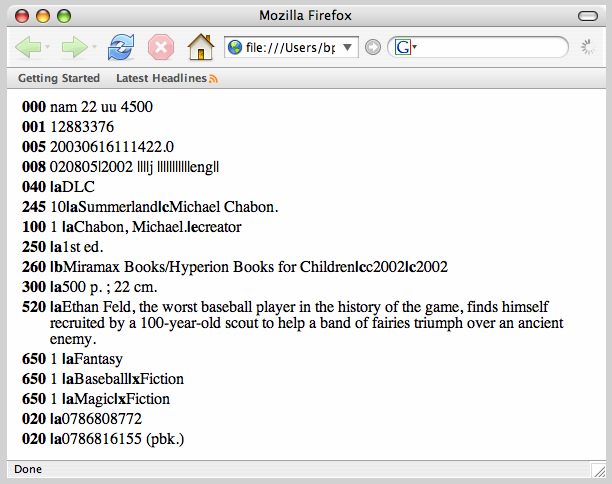 Mozilla Firefox
file:///Users/bp
G
Getting Started Latest Headlines
000 nam 22 uu 4500
001 12883376
005 20030616111422.0
008 020805|2002 ||||j |||||||||||eng||
040 |aDLC
245 10|aSummerland|cMichael Chabon.
100 1 |aChabon, Michael.|ecreator
250 |a1st ed.
260 |bMiramax Books/Hyperion Books for Children|cc2002|c2002
300 |a500 p. ; 22 cm.
520 |aEthan Feld, the worst baseball player in the history of the game, finds himself
recruited by a 100-year-old scout to help a band of fairies triumph over an ancient
enemy.
650 1 |aFantasy
650 1 |aBaseball|xFiction
650 1 |aMagic|xFiction
020 |a0786808772
020 |a0786816155 (pbk.)
Done